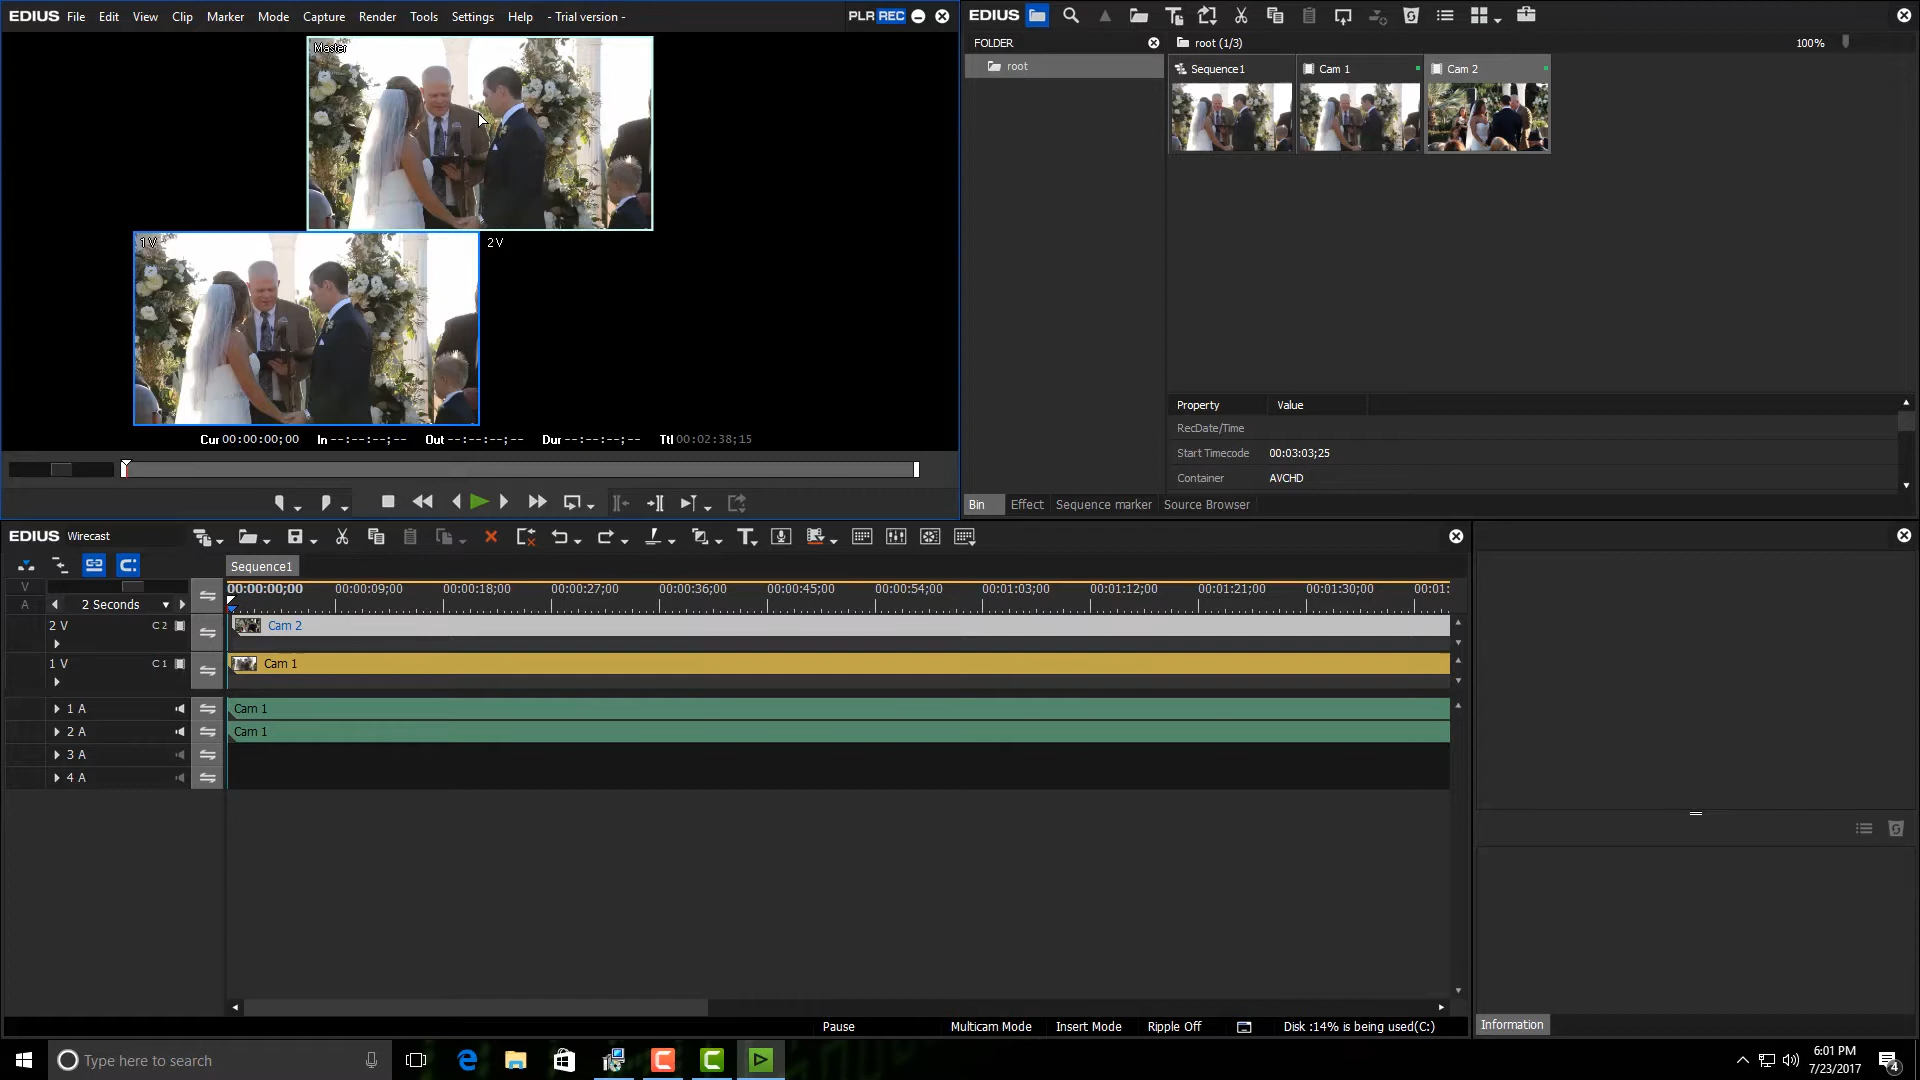 EDIUS File Edit View Clip Marker Mode Capture Render Tools Settings Help - Trial version - PLR REC
Master
1V 2V
Cur 00:00:00;00 In --:--:--;-- Out --:--:--;-- Dur --:--:--;-- Ttl 00:02:38;15
EDIUS
FOLDER root (1/3) 100%
root
Sequence1 Cam 1 Cam 2
Property Value
RecDate/Time
Start Timecode 00:03:03;25
Container AVCHD
Bin Effect Sequence marker Source Browser
EDIUS Wirecast
Sequence1
V
A 2 Seconds
00:00:00;00 00:00:09;00 00:00:18;00 00:00:27;00 00:00:36;00 00:00:45;00 00:00:54;00 00:01:03;00 00:01:12;00 00:01:21;00 00:01:30;00 00:01:
2 V C 2 Cam 2
1 V C 1 Cam 1
1 A Cam 1
2 A Cam 1
3 A
4 A
Pause Multicam Mode Insert Mode Ripple Off Disk :14% is being used(C:)
Information
Type here to search
6:01 PM
7/23/2017
4